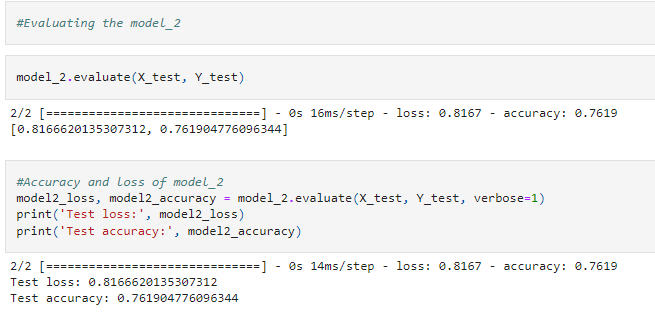 #Evaluating the model_2
model_2.evaluate(X_test, Y_test)
2/2 [==============================] - 0s 16ms/step - loss: 0.8167 - accuracy: 0.7619
[0.8166620135307312, 0.761904776096344]
#Accuracy and loss of model_2
model2_loss, model2_accuracy = model_2.evaluate(X_test, Y_test, verbose=1)
print('Test loss:', model2_loss)
print('Test accuracy:', model2_accuracy)
2/2 [==============================] - 0s 14ms/step - loss: 0.8167 - accuracy: 0.7619
Test loss: 0.8166620135307312
Test accuracy: 0.761904776096344